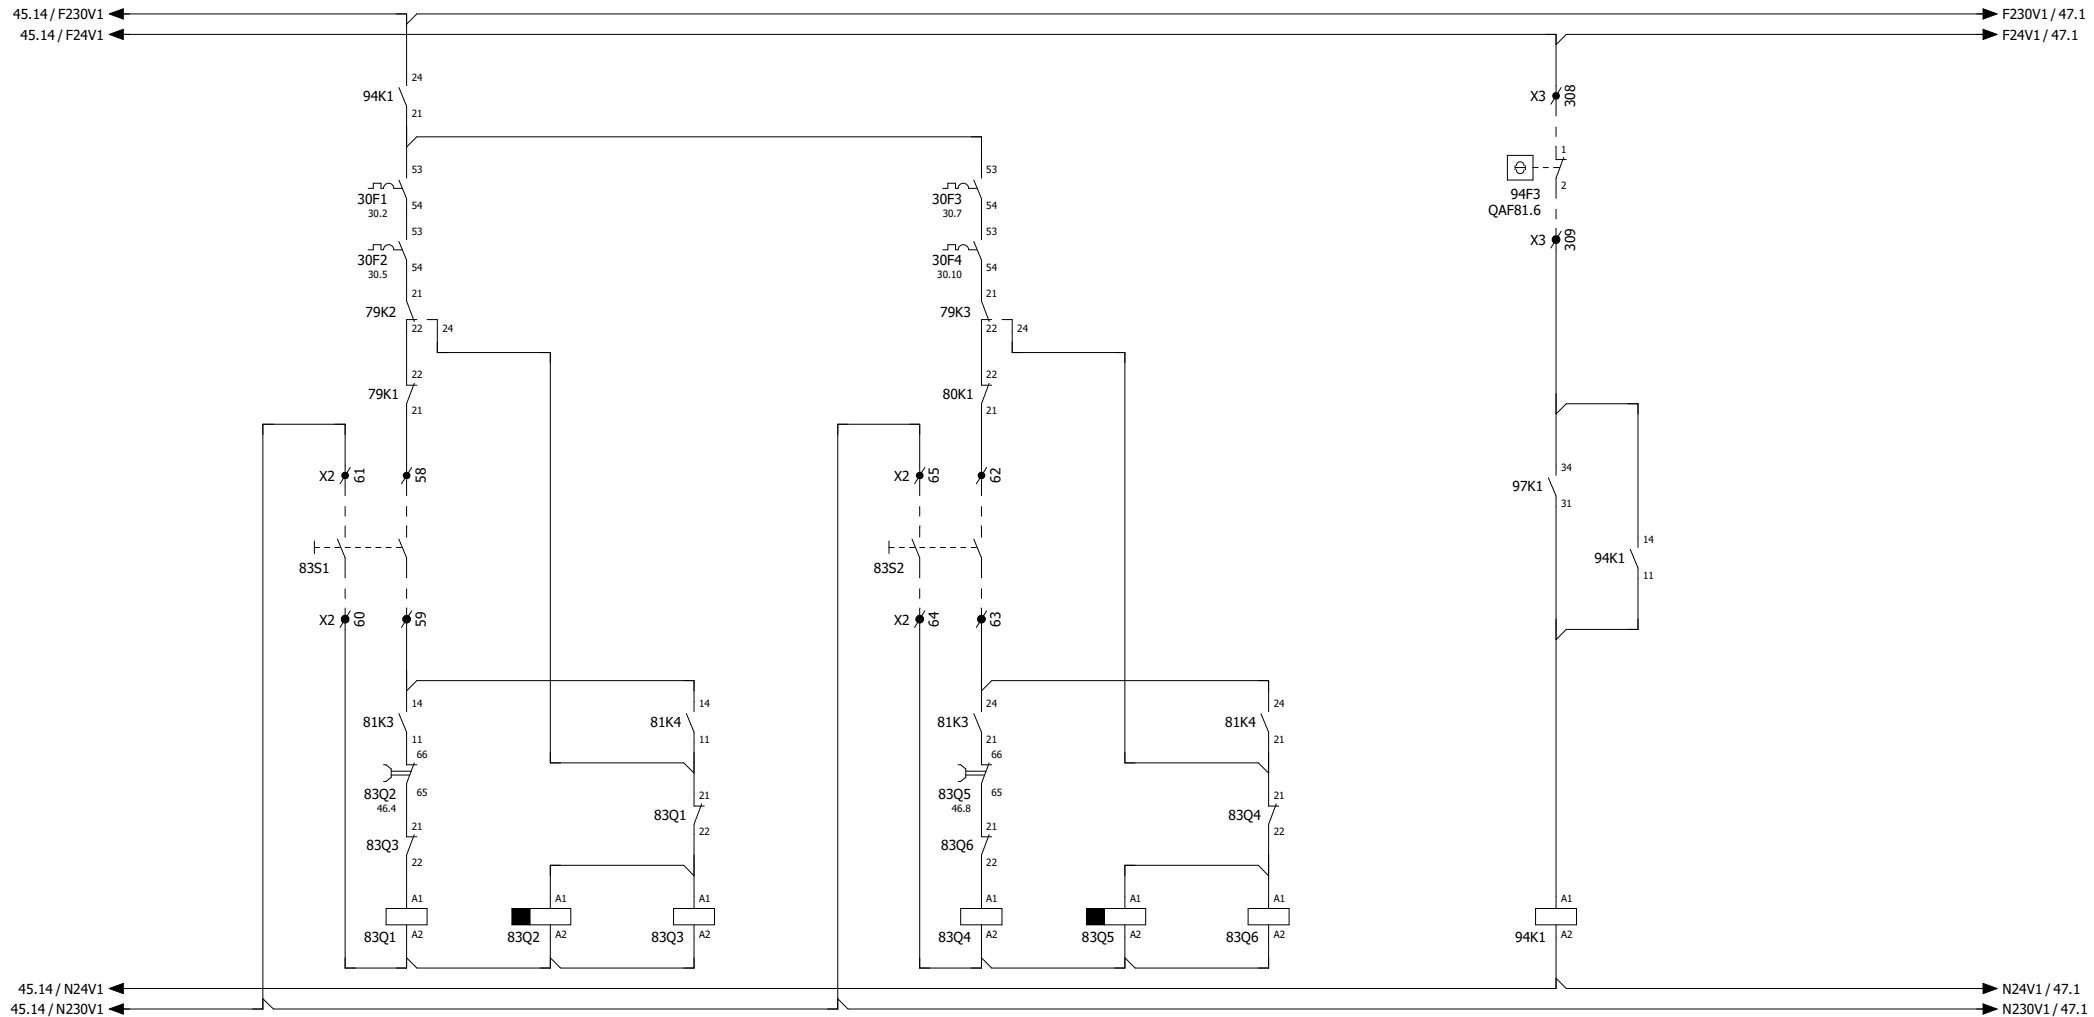 45.14 / F230V1
F230V1 / 47.1
45.14 / F24V1
F24V1 / 47.1
24
94K1
21
X3
308
53
30F1
30.2
54
53
30F3
30.7
54
1
2
94F3
QAF81.6
X3
309
53
30F2
30.5
54
53
30F4
30.10
54
21
79K2
22
24
21
79K3
22
24
22
79K1
21
22
80K1
21
X2
61
58
X2
65
62
34
97K1
31
83S1
83S2
14
94K1
11
X2
60
59
X2
64
63
14
81K3
11
14
81K4
11
24
81K3
21
24
81K4
21
66
83Q2
46.4
65
66
83Q5
46.8
65
21
83Q1
22
21
83Q4
22
21
83Q3
22
21
83Q6
22
A1
83Q1
A2
A1
83Q2
A2
A1
83Q3
A2
A1
83Q4
A2
A1
83Q5
A2
A1
83Q6
A2
A1
94K1
A2
45.14 / N24V1
N24V1 / 47.1
45.14 / N230V1
N230V1 / 47.1